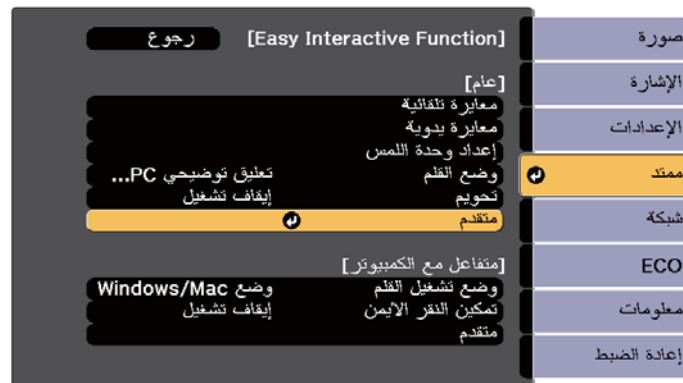 [Easy Interactive Function] رجوع
[عام]
معايرة تلقائية
معايرة يدوية
إعداد وحدة اللمس
وضع القلم تعليق توضيحي PC...
تحويم إيقاف تشغيل
متقدم
[متفاعل مع الكمبيوتر]
وضع تشغيل القلم وضع Windows/Mac
تمكين النقر الأيمن إيقاف تشغيل
متقدم
صورة
الإشارة
الإعدادات
ممتد
شبكة
ECO
معلومات
إعادة الضبط